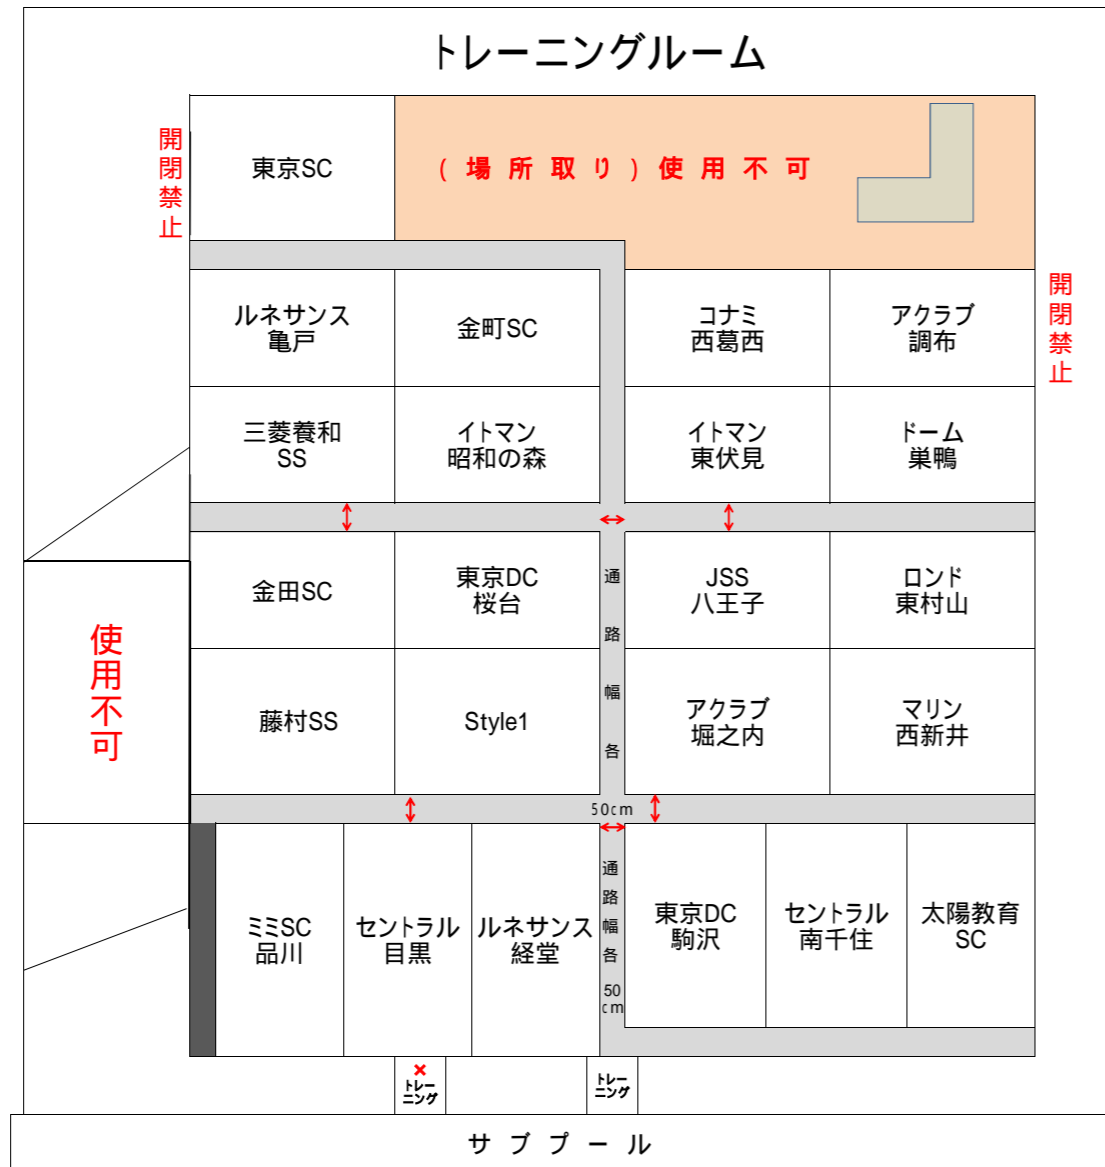 トレーニングルーム
開閉禁止
東京SC
(場所取り)使用不可
ルネサンス
亀戸
金町SC
コナミ
西葛西
アクラブ
調布
開閉禁止
三菱養和
SS
イトマン
昭和の森
イトマン
東伏見
ドーム
巣鴨
金田SC
東京DC
桜台
JSS
八王子
ロンド
東村山
使用不可
藤村SS
Style1
アクラブ
堀之内
マリン
西新井
通路幅各
50cm
ミミSC
品川
セントラル
目黒
ルネサンス
経堂
通路幅各
50
cm
東京DC
駒沢
セントラル
南千住
太陽教育
SC
×
トレー
ニング
トレー
ニング
サブプール